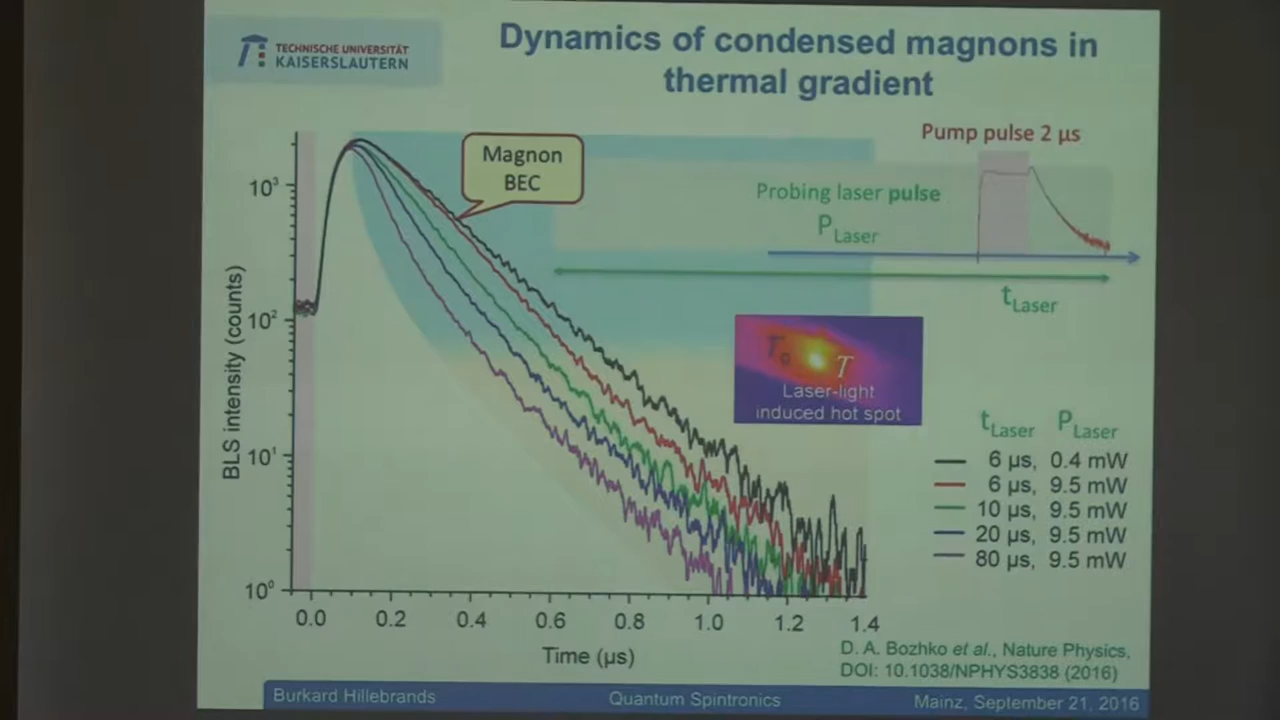 TECHNISCHE UNIVERSITÄT
KAISERSLAUTERN
Dynamics of condensed magnons in
thermal gradient
Magnon
BEC
Pump pulse 2 µs
Probing laser pulse
P_Laser
t_Laser
T₀ T
Laser-light
induced hot spot
t_Laser P_Laser
6 µs, 0.4 mW
6 µs, 9.5 mW
10 µs, 9.5 mW
20 µs, 9.5 mW
80 µs, 9.5 mW
BLS intensity (counts)
10³
10²
10¹
10⁰
0.0 0.2 0.4 0.6 0.8 1.0 1.2 1.4
Time (µs)
D. A. Bozhko et al., Nature Physics,
DOI: 10.1038/NPHYS3838 (2016)
Burkard Hillebrands Quantum Spintronics Mainz, September 21, 2016